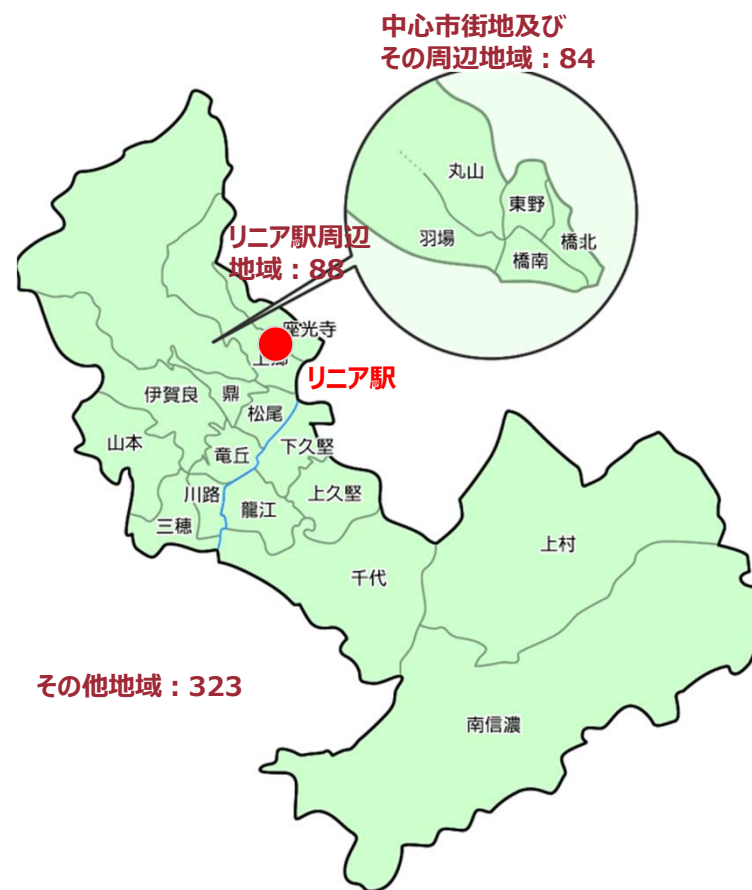 中心市街地及び
その周辺地域：84
丸山
東野
羽場
橋北
橋南
リニア駅周辺
地域：88
座光寺
上郷
リニア駅
伊賀良
鼎
松尾
山本
下久堅
竜丘
川路
上久堅
龍江
三穂
上村
千代
その他地域：323
南信濃